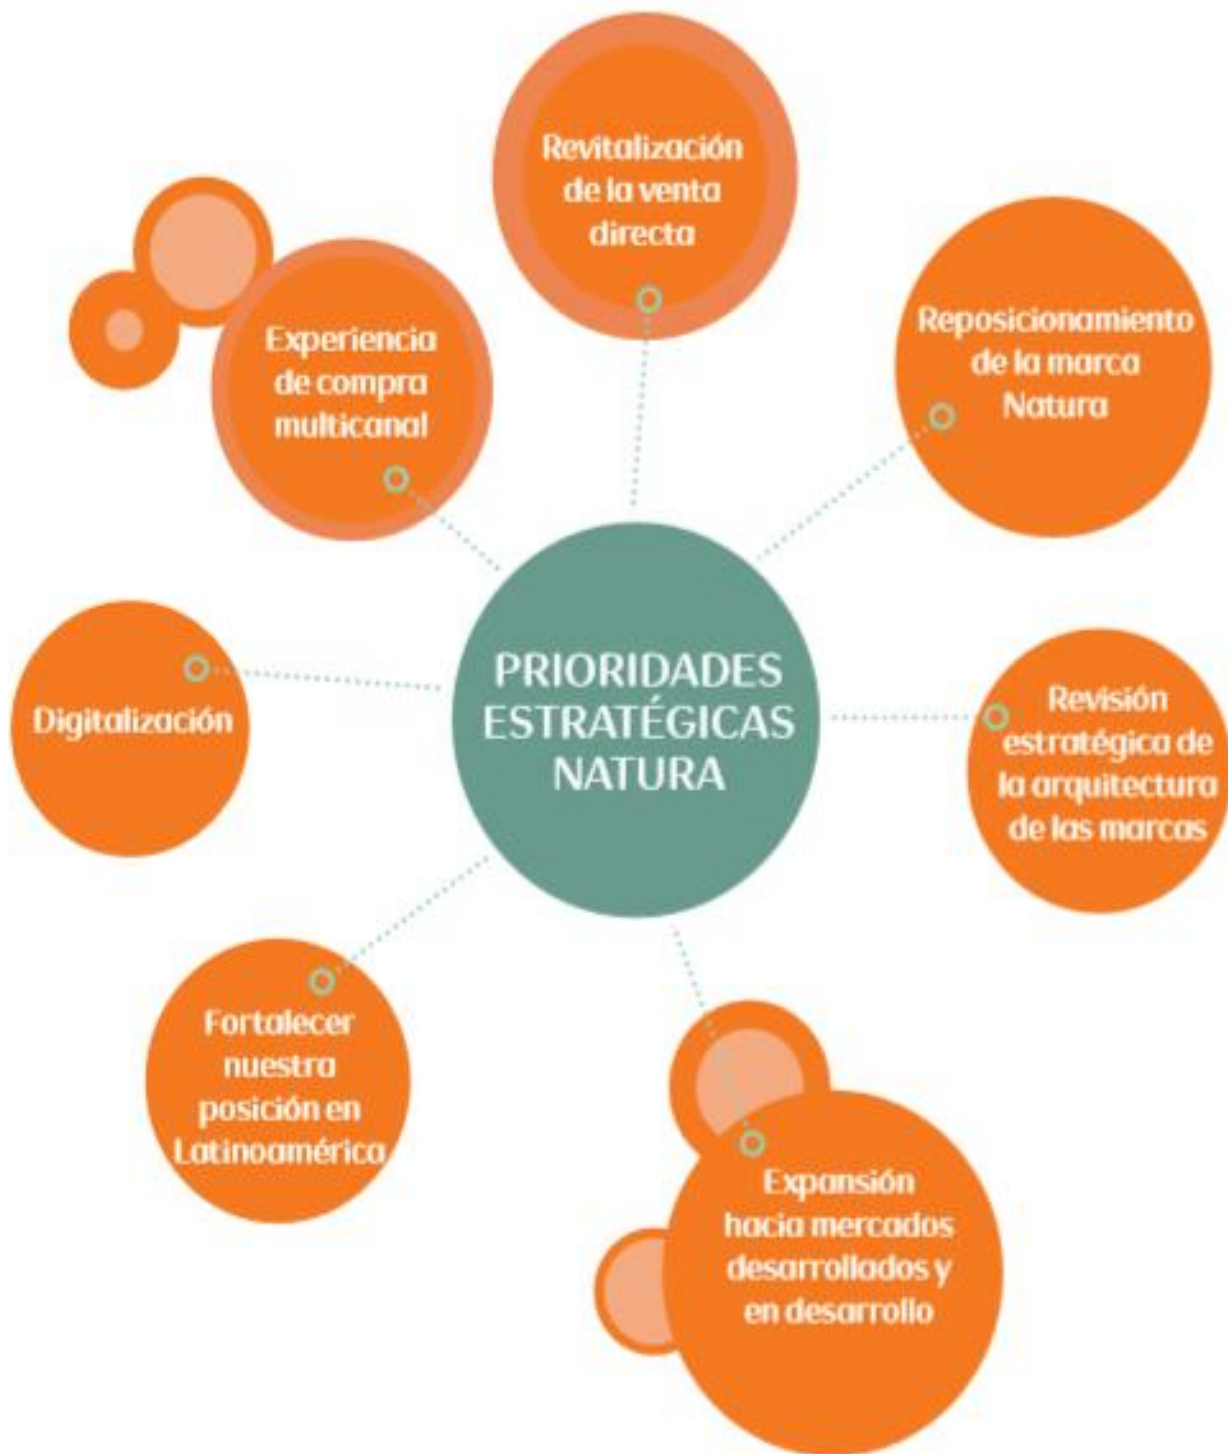 Revitalización
de la venta
directa
Reposicionamiento
de la marca
Natura
Experiencia
de compra
multicanal
PRIORIDADES
ESTRATÉGICAS
NATURA
Revisión
estratégica de
la arquitectura
de las marcas
Digitalización
Fortalecer
nuestra
posición en
Latinoamérica
Expansión
hacia mercados
desarrollados y
en desarrollo